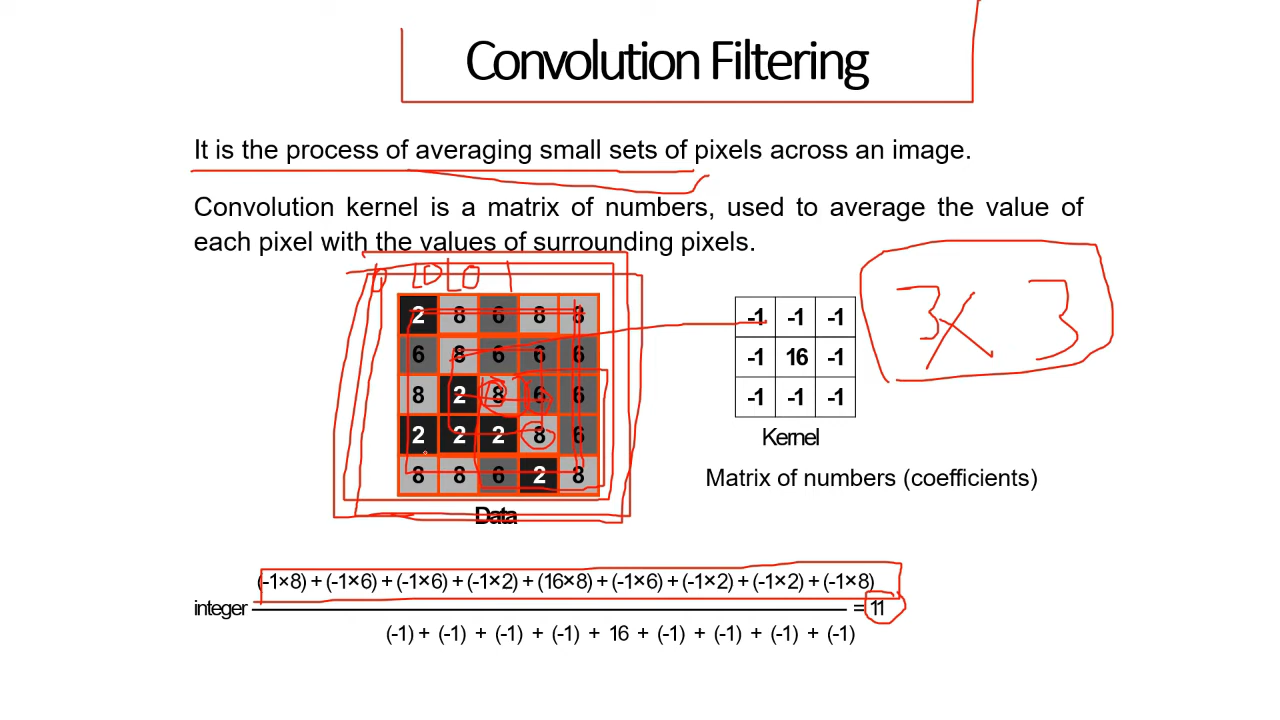 Convolution Filtering
It is the process of averaging small sets of pixels across an image.
Convolution kernel is a matrix of numbers, used to average the value of
each pixel with the values of surrounding pixels.
0 0 0
2 8 6 8 8
6 8 6 6 6
8 2 8 6 6
2 2 2 8 6
8 8 6 2 8
Data
-1 -1 -1
-1 16 -1
-1 -1 -1
Kernel
3 x 3
Matrix of numbers (coefficients)
(-1×8) + (-1×6) + (-1×6) + (-1×2) + (16×8) + (-1×6) + (-1×2) + (-1×2) + (-1×8)
integer = 11
(-1) + (-1) + (-1) + (-1) + 16 + (-1) + (-1) + (-1) + (-1)